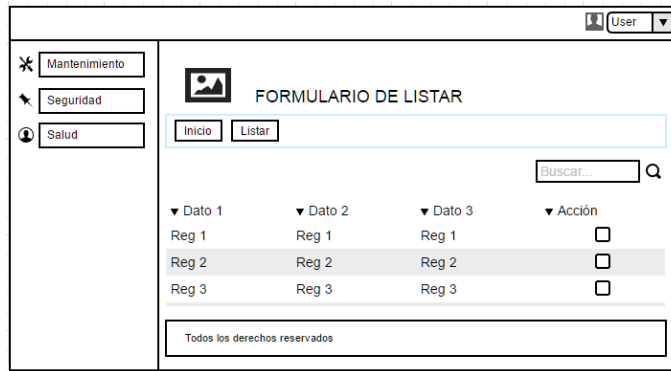 User
Mantenimiento
Seguridad
Salud
FORMULARIO DE LISTAR
Inicio Listar
Buscar...
Dato 1 Dato 2 Dato 3 Acción
Reg 1 Reg 1 Reg 1
Reg 2 Reg 2 Reg 2
Reg 3 Reg 3 Reg 3
Todos los derechos reservados